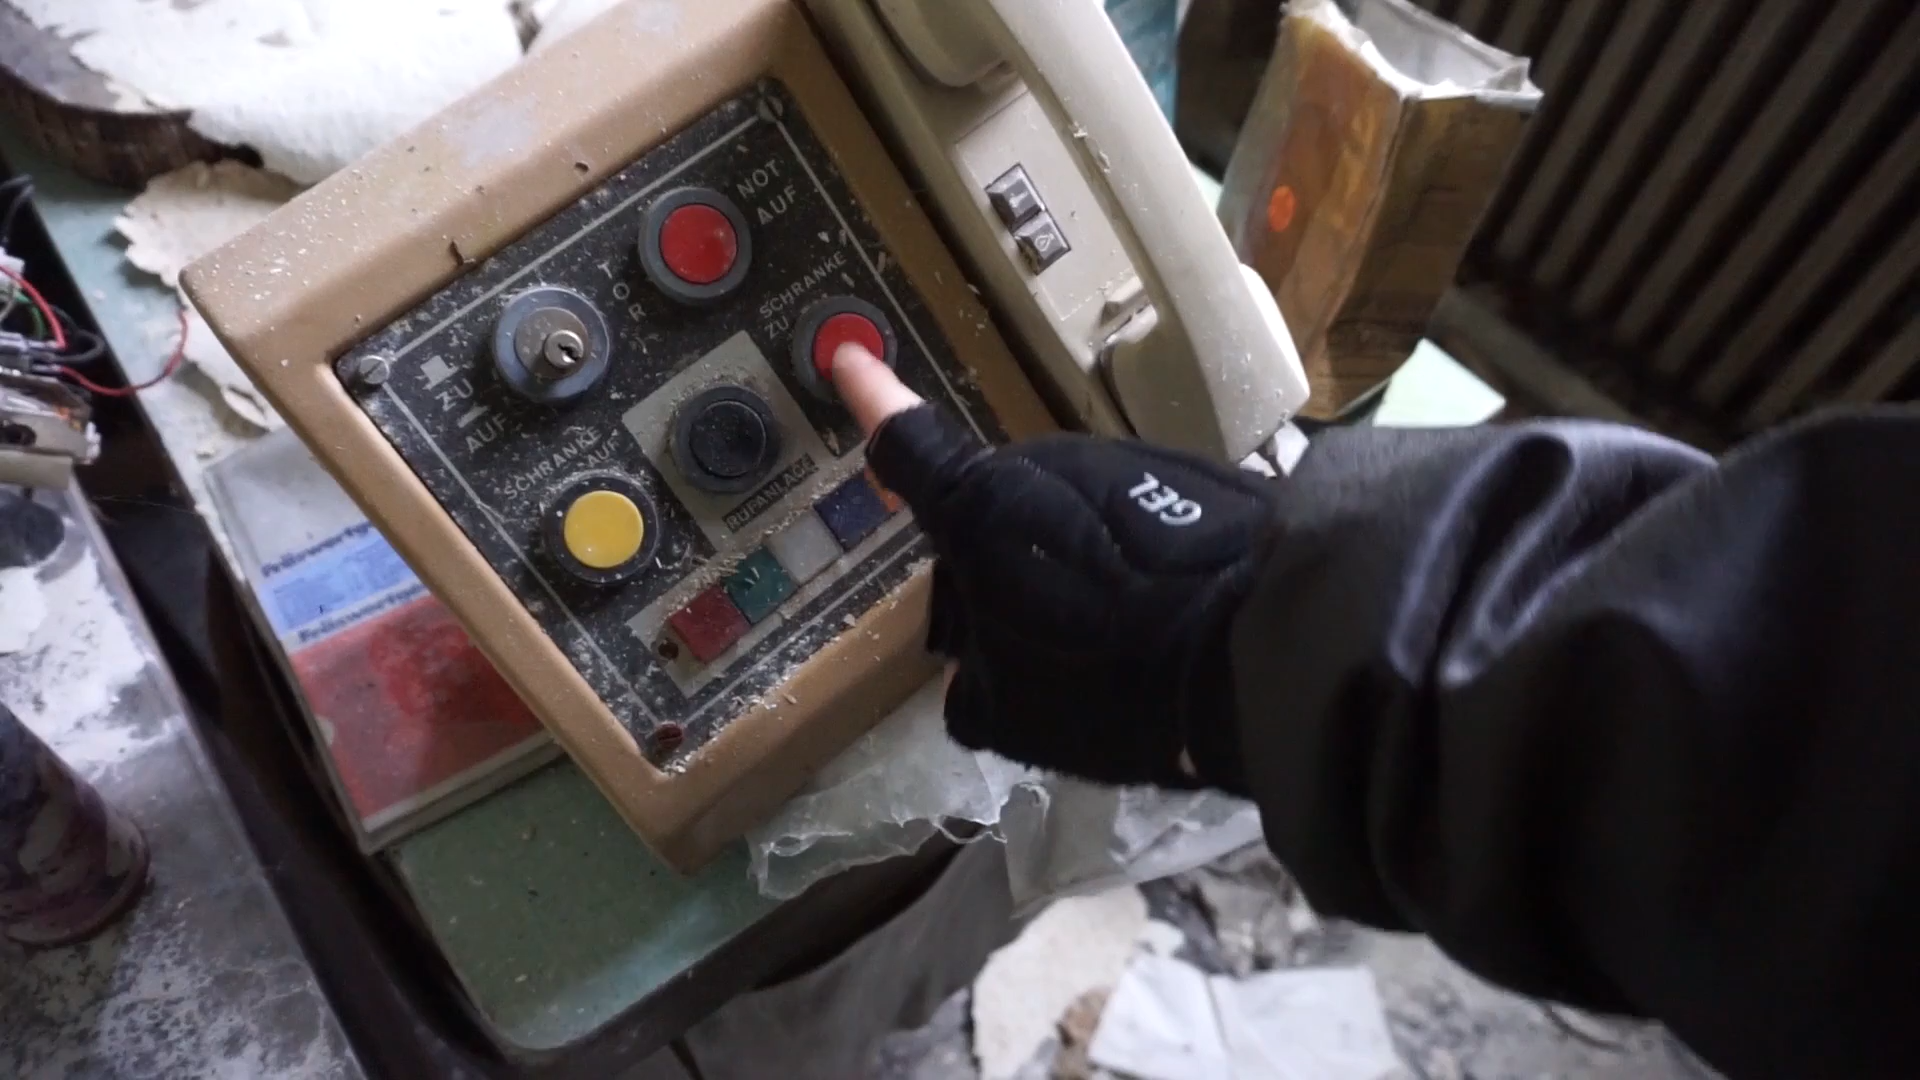 NOT
AUF
TOR
SCHRANKE
ZU
ZU
AUF
SCHRANKE
AUF
RUFANLAGE
GEL